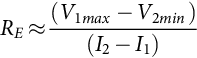 R_E ≈ (V_{1max} − V_{2min}) / (I_2 − I_1)